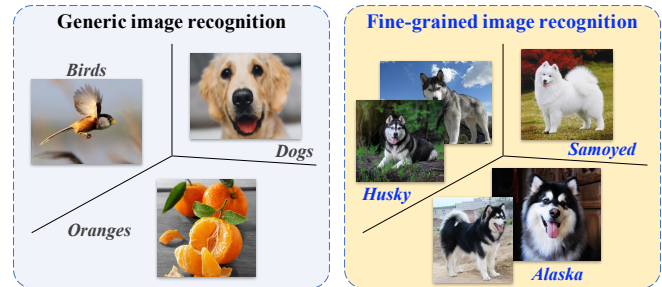 Generic image recognition
Birds
Dogs
Oranges
Fine-grained image recognition
Samoyed
Husky
Alaska